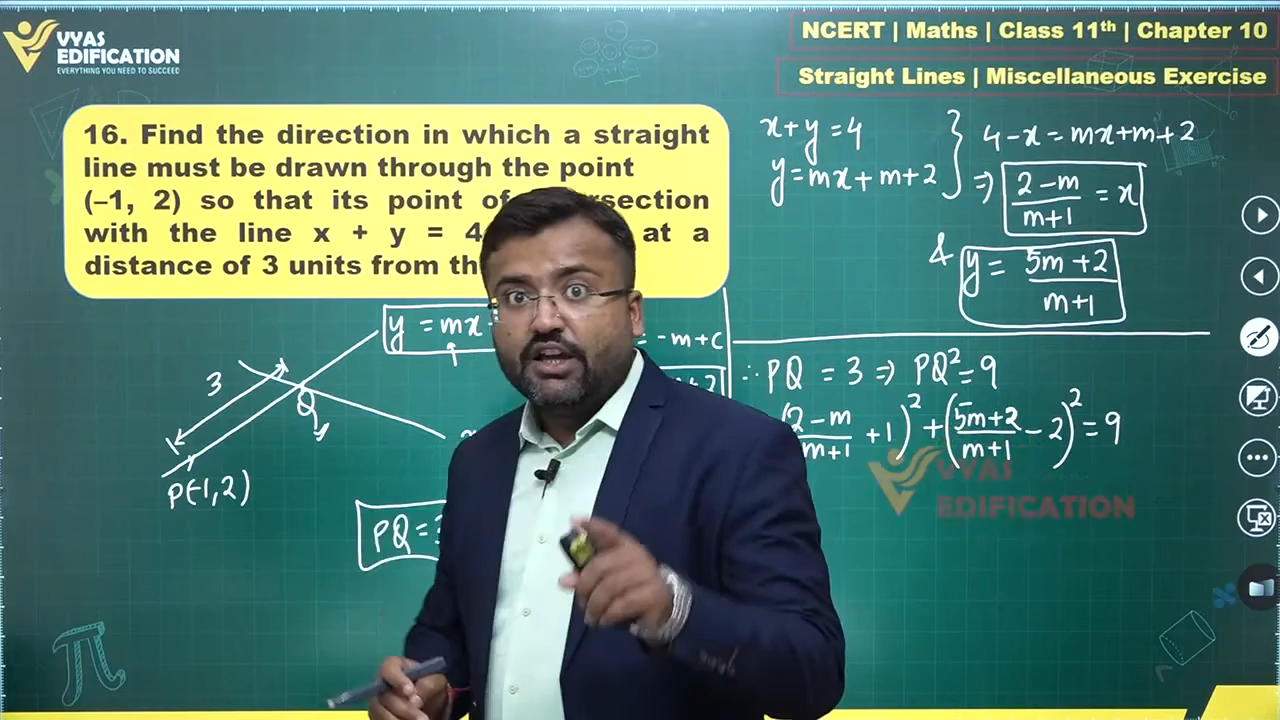 VYAS
EDIFICATION
EVERYTHING YOU NEED TO SUCCEED
NCERT | Maths | Class 11th | Chapter 10
Straight Lines | Miscellaneous Exercise
16. Find the direction in which a straight
line must be drawn through the point
(–1, 2) so that its point of
with the line x + y = 4 at a
distance of 3 units from
x+y=4
y=mx+m+2
4-x=mx+m+2
⇒ 2-m/m+1 = x
& y = 5m+2/m+1
y = mx
= -m+c
3
Q
P(-1,2)
PQ=3
∴ PQ = 3 ⇒ PQ²=9
(2-m/m+1 +1)² + (5m+2/m+1 -2)² = 9
VYAS
EDIFICATION
π